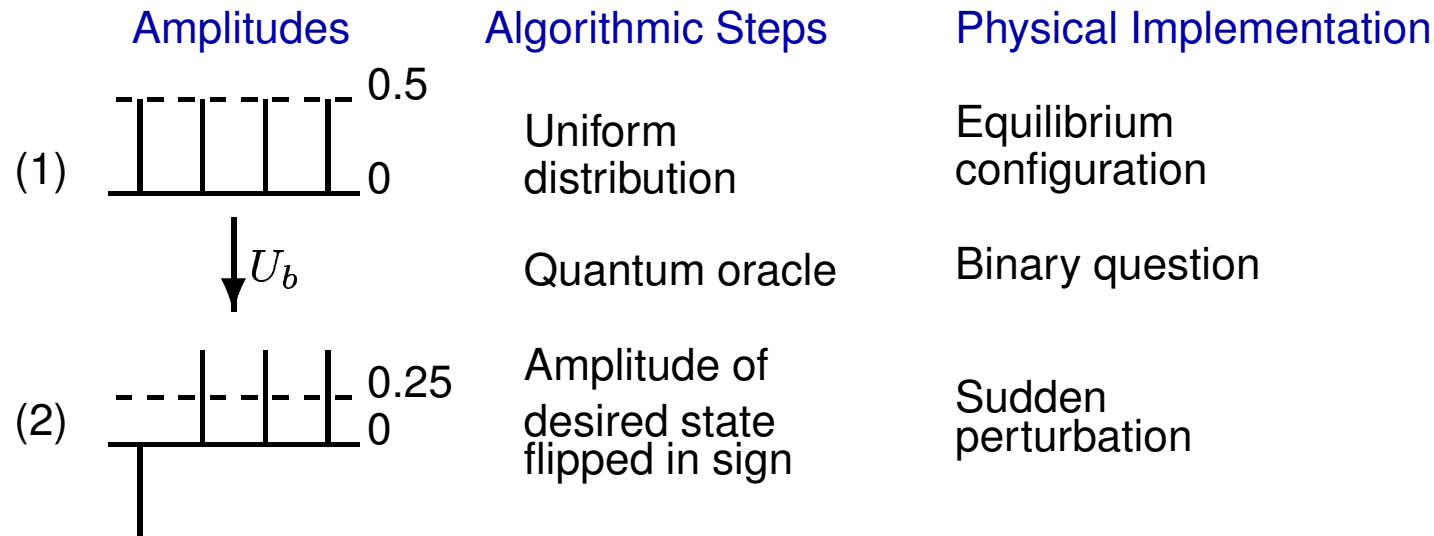 Amplitudes Algorithmic Steps Physical Implementation
(1)
0.5
0
Uniform
distribution
Equilibrium
configuration
U_b
Quantum oracle
Binary question
(2)
0.25
0
Amplitude of
desired state
flipped in sign
Sudden
perturbation